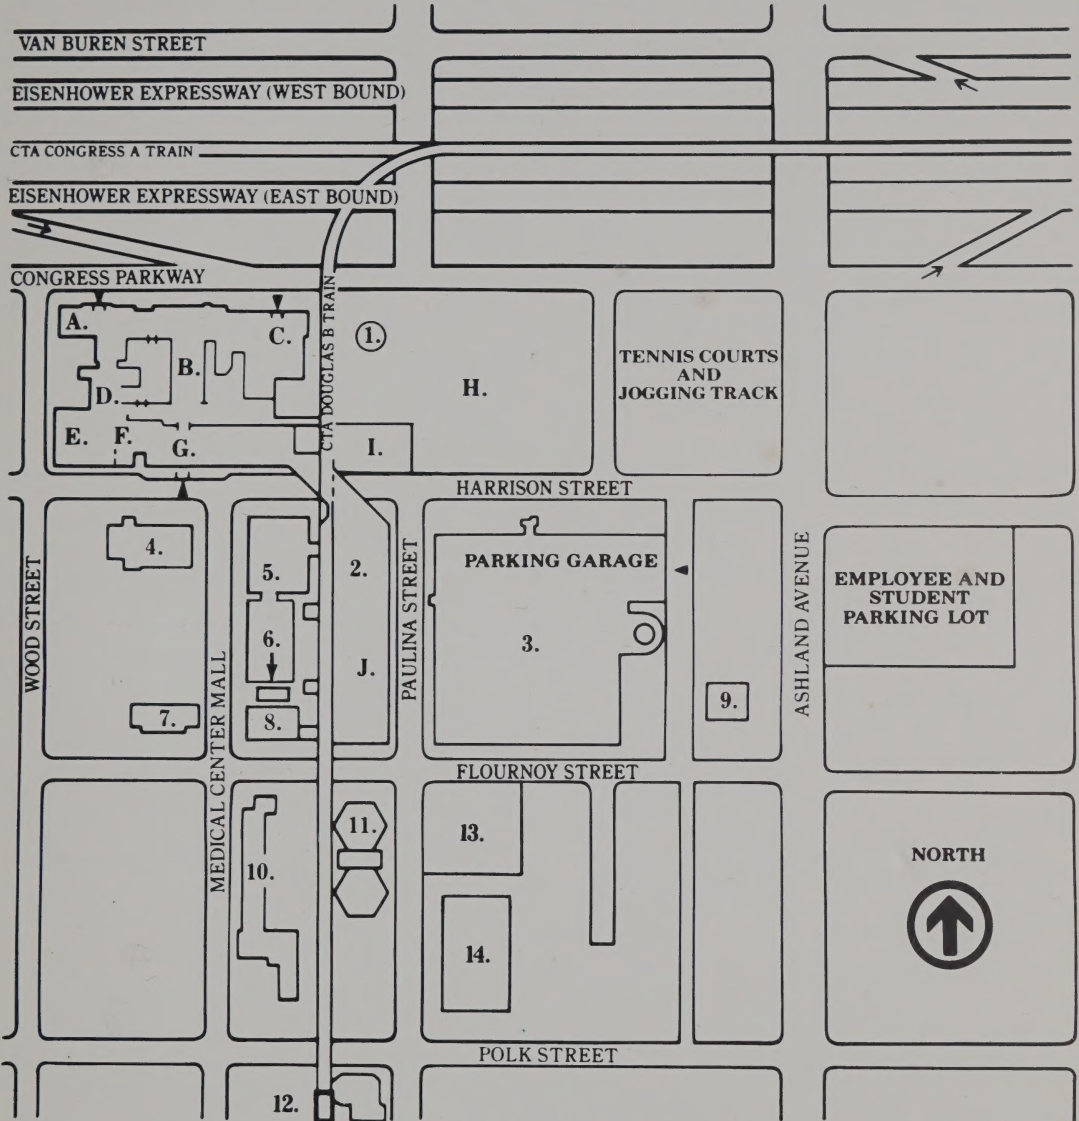 VAN BUREN STREET
EISENHOWER EXPRESSWAY (WEST BOUND)
CTA CONGRESS A TRAIN
EISENHOWER EXPRESSWAY (EAST BOUND)
CONGRESS PARKWAY
A.
C.
B.
D.
E.
F.
G.
CTA DOUGLAS B TRAIN
1.
H.
I.
TENNIS COURTS
AND
JOGGING TRACK
HARRISON STREET
WOOD STREET
4.
MEDICAL CENTER MALL
5.
6.
7.
8.
2.
J.
PAULINA STREET
PARKING GARAGE
3.
9.
ASHLAND AVENUE
EMPLOYEE AND
STUDENT
PARKING LOT
FLOURNOY STREET
10.
11.
13.
14.
NORTH
POLK STREET
12.